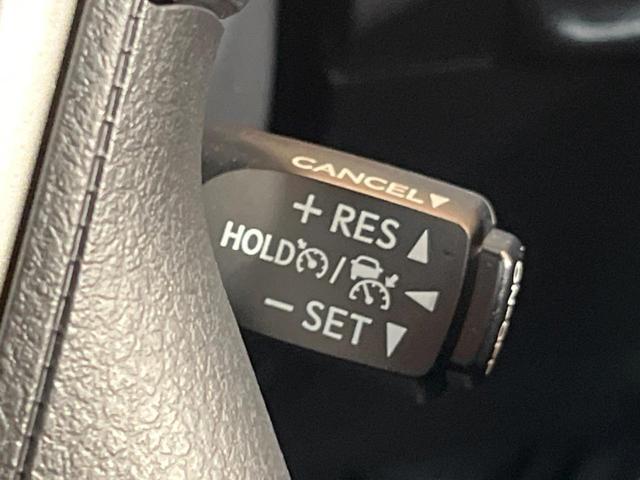 CANCEL▼
+ RES ▲
HOLD / ◀
− SET ▼